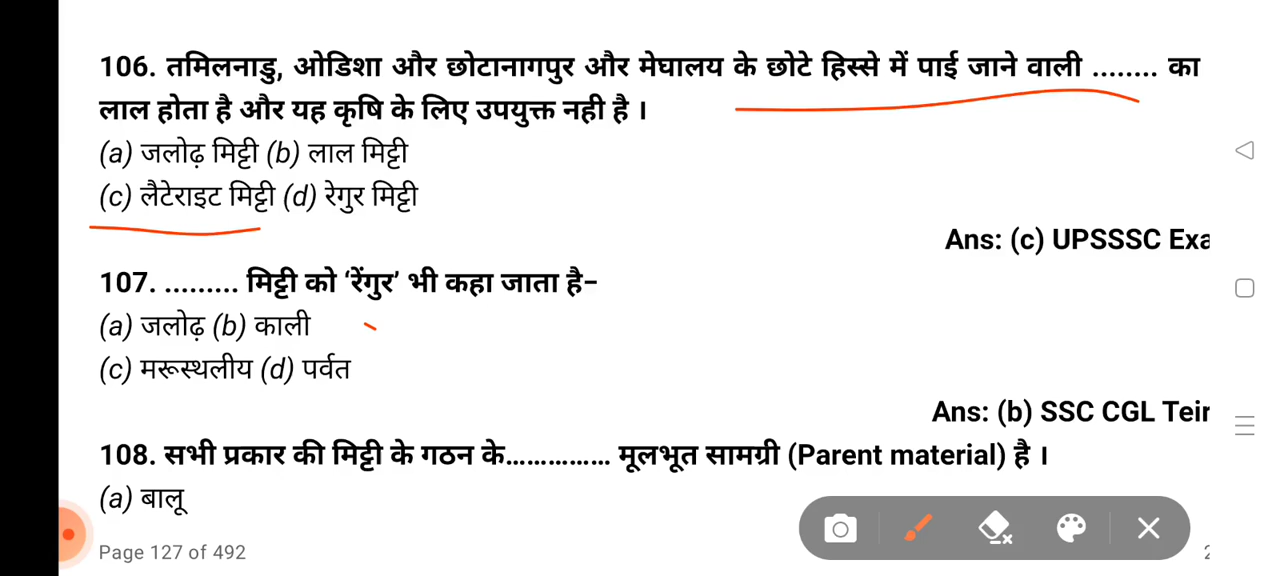 106. तमिलनाडु, ओडिशा और छोटानागपुर और मेघालय के छोटे हिस्से में पाई जाने वाली ........ का
लाल होता है और यह कृषि के लिए उपयुक्त नही है ।
(a) जलोढ़ मिट्टी (b) लाल मिट्टी
(c) लैटेराइट मिट्टी (d) रेगुर मिट्टी
Ans: (c) UPSSSC Exa
107. ......... मिट्टी को ‘रेंगुर’ भी कहा जाता है–
(a) जलोढ़ (b) काली
(c) मरूस्थलीय (d) पर्वत
Ans: (b) SSC CGL Teir
108. सभी प्रकार की मिट्टी के गठन के............... मूलभूत सामग्री (Parent material) है ।
(a) बालू
Page 127 of 492